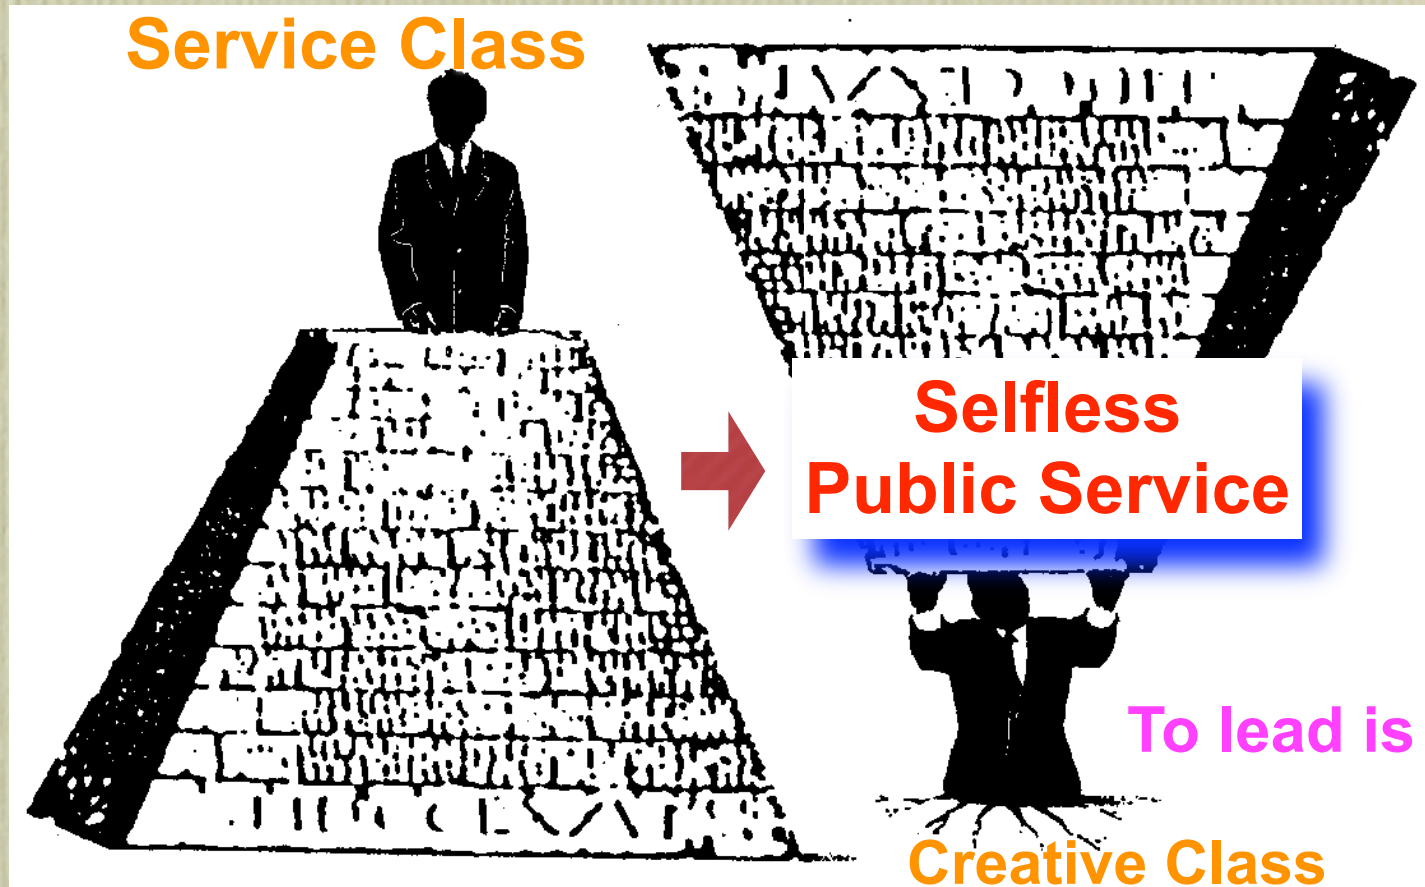 Service Class
Selfless
Public Service
To lead is
Creative Class